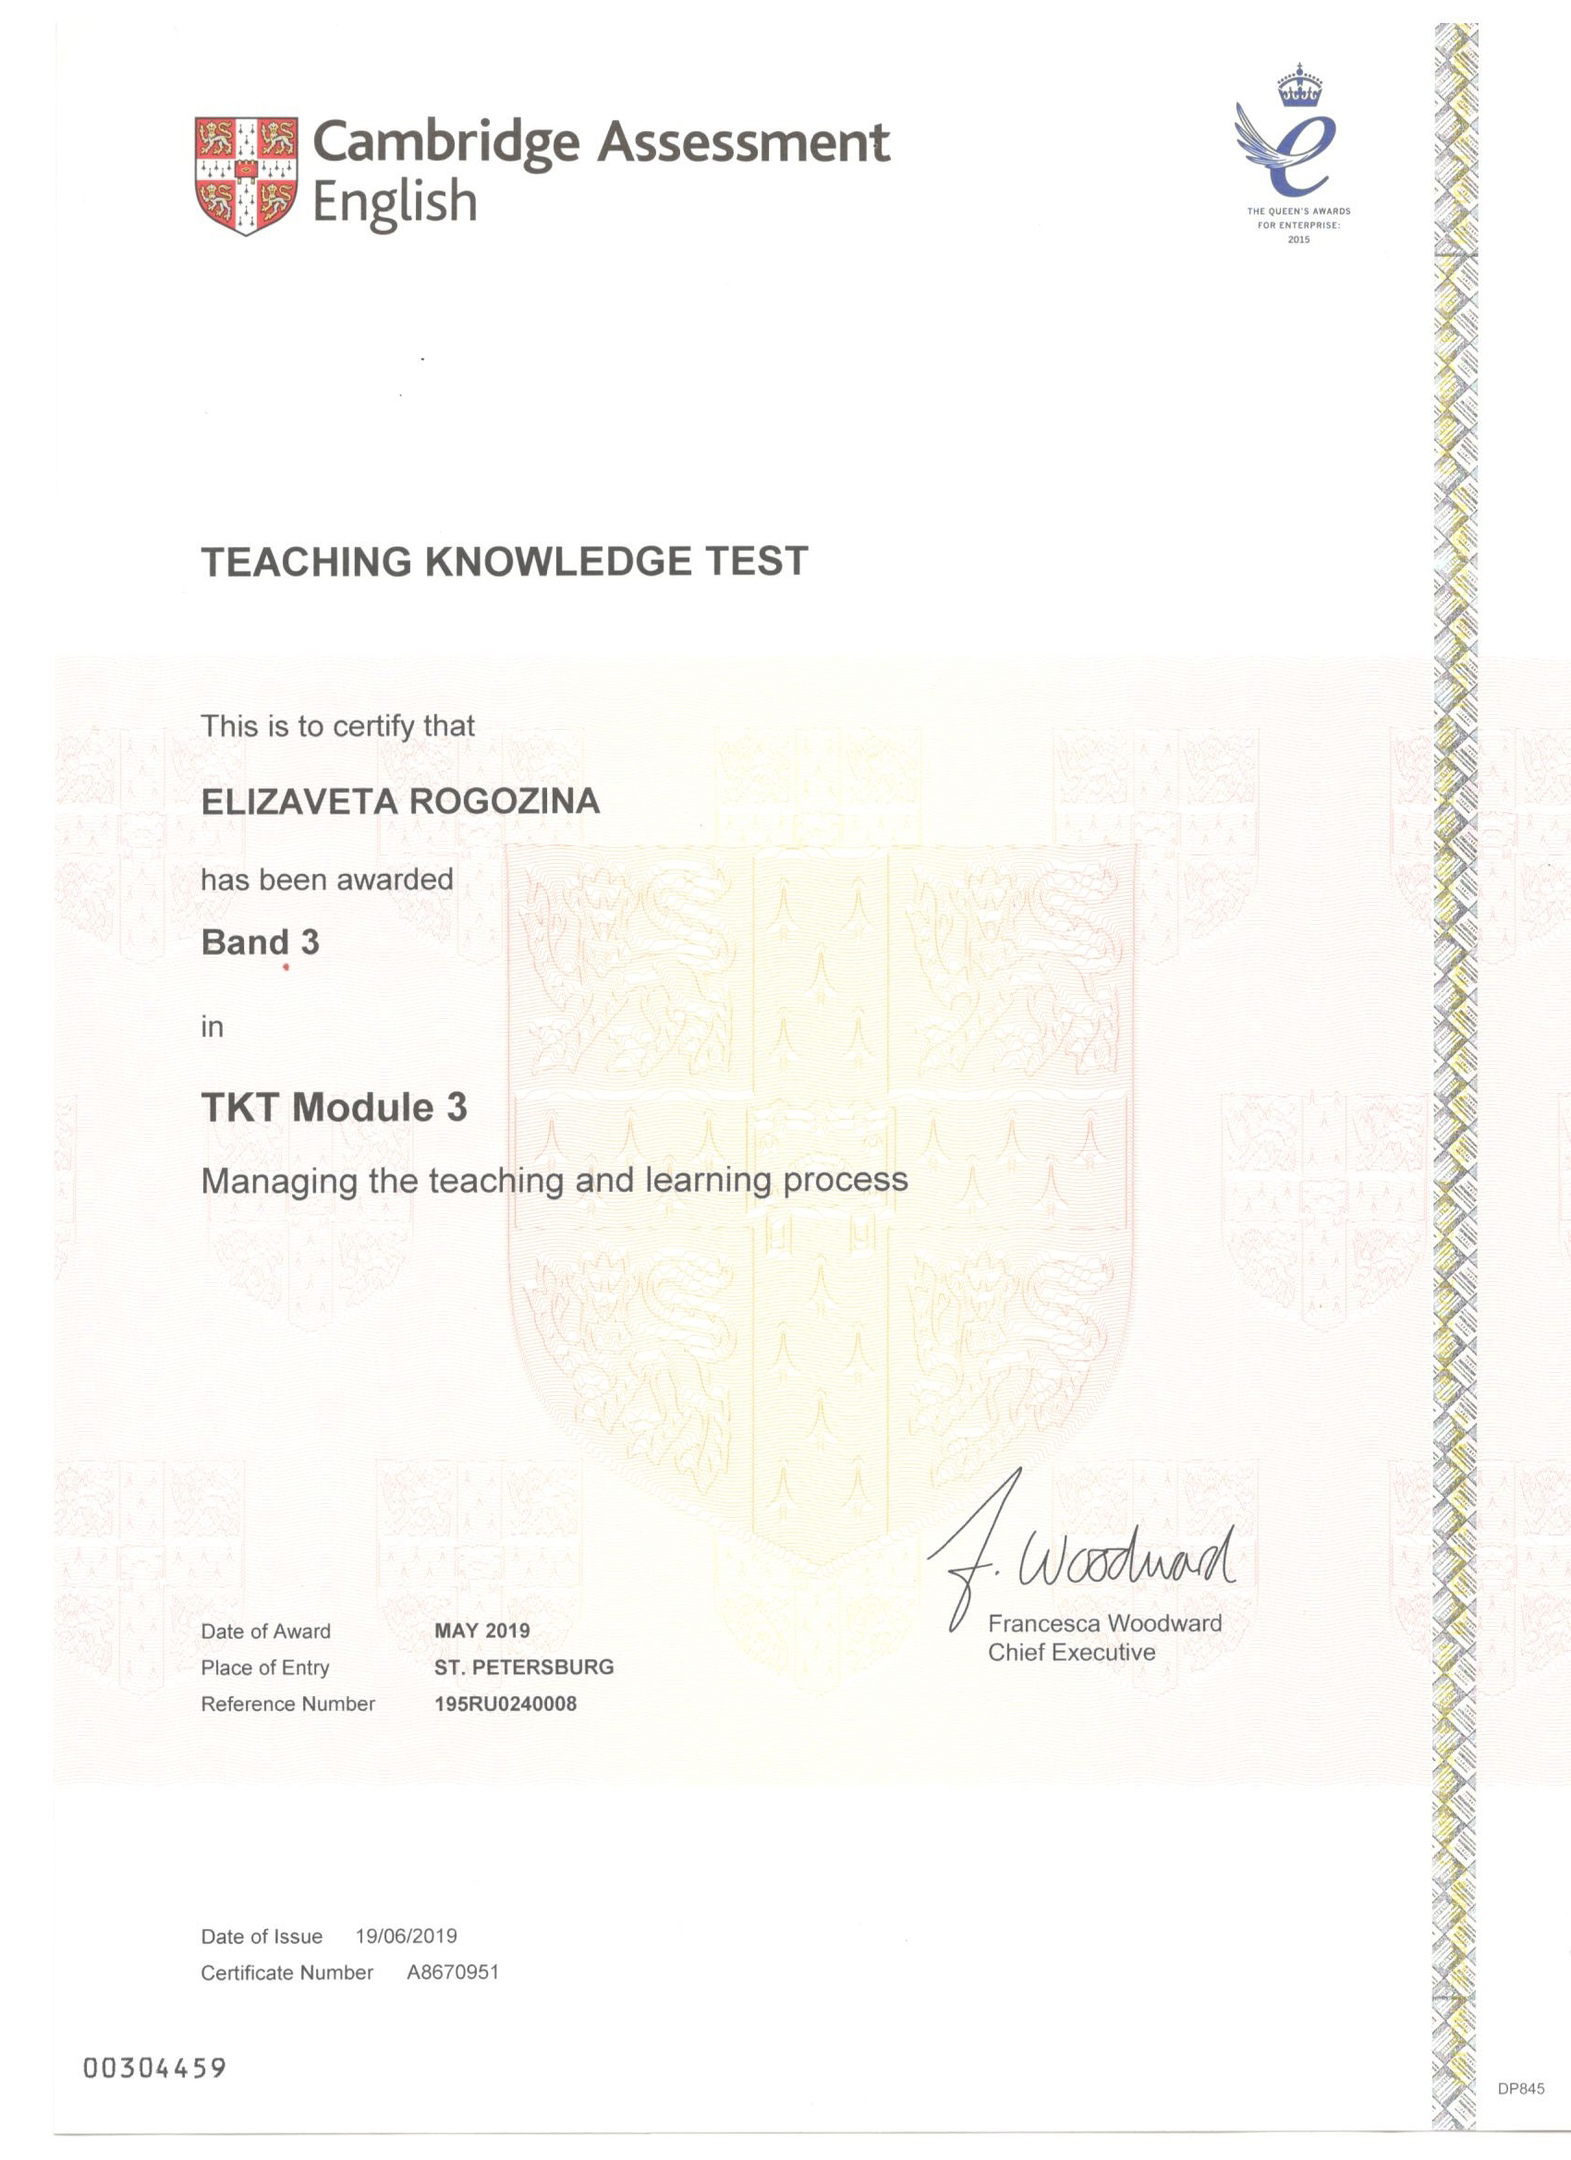 Cambridge Assessment
English
THE QUEEN'S AWARDS
FOR ENTERPRISE:
2015
TEACHING KNOWLEDGE TEST
This is to certify that
ELIZAVETA ROGOZINA
has been awarded
Band 3
in
TKT Module 3
Managing the teaching and learning process
J. Woodward
Francesca Woodward
Chief Executive
Date of Award MAY 2019
Place of Entry ST. PETERSBURG
Reference Number 195RU0240008
Date of Issue 19/06/2019
Certificate Number A8670951
00304459
DP845